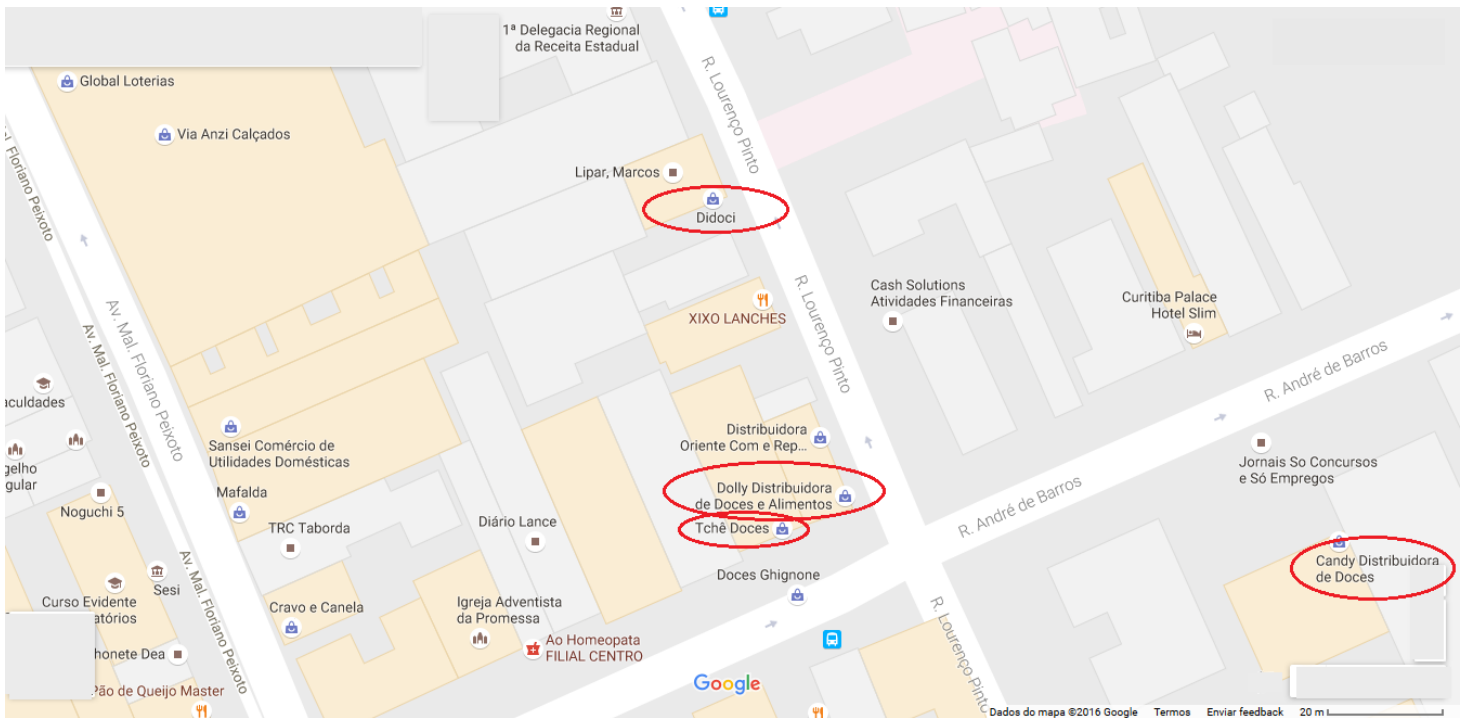 1ª Delegacia Regional
da Receita Estadual
Global Loterias
R. Lourenço Pinto
Via Anzi Calçados
al. Floriano Peixoto
Lipar, Marcos
Didoci
R. Lourenço Pinto
Cash Solutions
Atividades Financeiras
Curitiba Palace
Hotel Slim
XIXO LANCHES
Av. Mal. Floriano Peixoto
Av. Mal. Floriano Peixoto
R. André de Barros
aculdades
Distribuidora
Oriente Com e Rep...
Sansei Comércio de
Utilidades Domésticas
gelho
gular
Jornais So Concursos
e Só Empregos
Mafalda
Dolly Distribuidora
de Doces e Alimentos
R. André de Barros
Noguchi 5
TRC Taborda
Diário Lance
Tchê Doces
Candy Distribuidora
de Doces
Av. Mal. Floriano Peixoto
Doces Ghignone
Sesi
Curso Evidente
atórios
Cravo e Canela
Igreja Adventista
da Promessa
R. Lourenço Pinto
Ao Homeopata
FILIAL CENTRO
honete Dea
Google
Pão de Queijo Master
Dados do mapa ©2016 Google Termos Enviar feedback 20 m